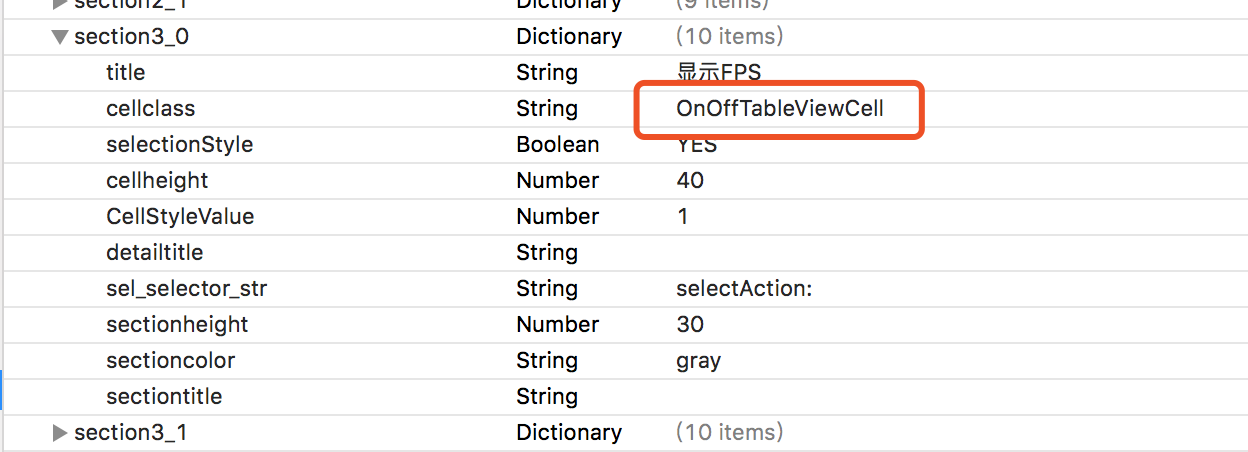 section2_1 Dictionary (9 items)
section3_0 Dictionary (10 items)
title String 显示FPS
cellclass String OnOffTableViewCell
selectionStyle Boolean YES
cellheight Number 40
CellStyleValue Number 1
detailtitle String
sel_selector_str String selectAction:
sectionheight Number 30
sectioncolor String gray
sectiontitle String
section3_1 Dictionary (10 items)